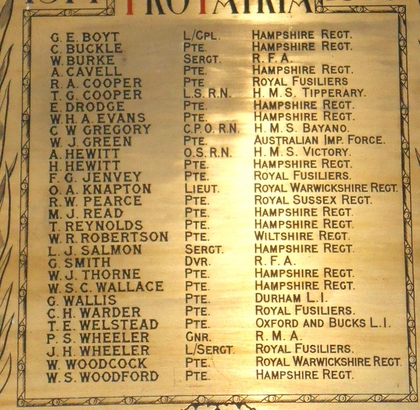 PRO PATRIA
G. E. BOYT L/CPL. HAMPSHIRE REGT.
C. BUCKLE PTE. HAMPSHIRE REGT.
W. BURKE SERGT. R. F. A.
A. CAVELL PTE. HAMPSHIRE REGT.
R. A. COOPER PTE. ROYAL FUSILIERS
T. G. COOPER L.S. R.N. H. M. S. TIPPERARY.
E. DRODGE PTE. HAMPSHIRE REGT.
W. H. A EVANS PTE. HAMPSHIRE REGT.
C. W GREGORY C.P.O. R.N. H. M. S. BAYANO.
W. J. GREEN PTE. AUSTRALIAN IMP. FORCE.
A. HEWITT O.S. R.N. H. M. S. VICTORY.
H. HEWITT PTE. HAMPSHIRE REGT.
F. G. JENVEY PTE. ROYAL FUSILIERS.
O. A. KNAPTON LIEUT. ROYAL WARWICKSHIRE REGT.
R. W. PEARCE PTE. ROYAL SUSSEX REGT.
M. J. READ PTE. HAMPSHIRE REGT.
T. REYNOLDS PTE. HAMPSHIRE REGT.
W. R. ROBERTSON PTE. WILTSHIRE REGT.
L. J. SALMON SERGT. HAMPSHIRE REGT.
G. SMITH DVR. R. F. A.
W. J. THORNE PTE. HAMPSHIRE REGT.
W. S. C. WALLACE PTE. HAMPSHIRE REGT.
G. WALLIS PTE. DURHAM L. I.
C. H. WARDER PTE. ROYAL FUSILIERS.
T. E. WELSTEAD PTE. OXFORD AND BUCKS L. I.
P. S. WHEELER GNR. R. M. A.
J. H. WHEELER L/SERGT. ROYAL FUSILIERS.
W. WOODCOCK PTE. ROYAL WARWICKSHIRE REGT.
W. S. WOODFORD PTE. HAMPSHIRE REGT.